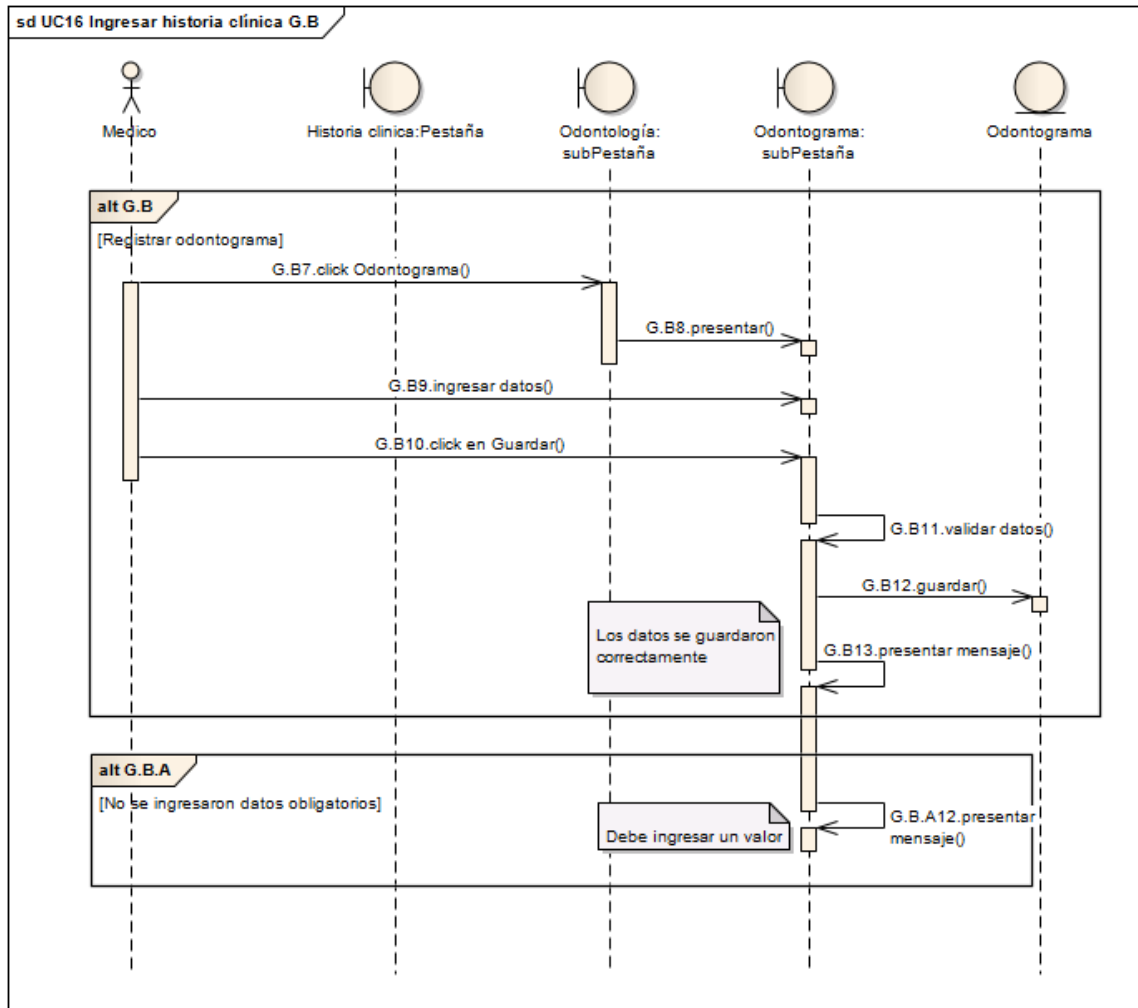 sd UC16 Ingresar historia clínica G.B
Medico
Historia clinica:Pestaña
Odontología:
subPestaña
Odontograma:
subPestaña
Odontograma
alt G.B
[Registrar odontograma]
G.B7.click Odontograma()
G.B8.presentar()
G.B9.ingresar datos()
G.B10.click en Guardar()
G.B11.validar datos()
G.B12.guardar()
Los datos se guardaron
correctamente
G.B13.presentar mensaje()
alt G.B.A
[No se ingresaron datos obligatorios]
G.B.A12.presentar
mensaje()
Debe ingresar un valor